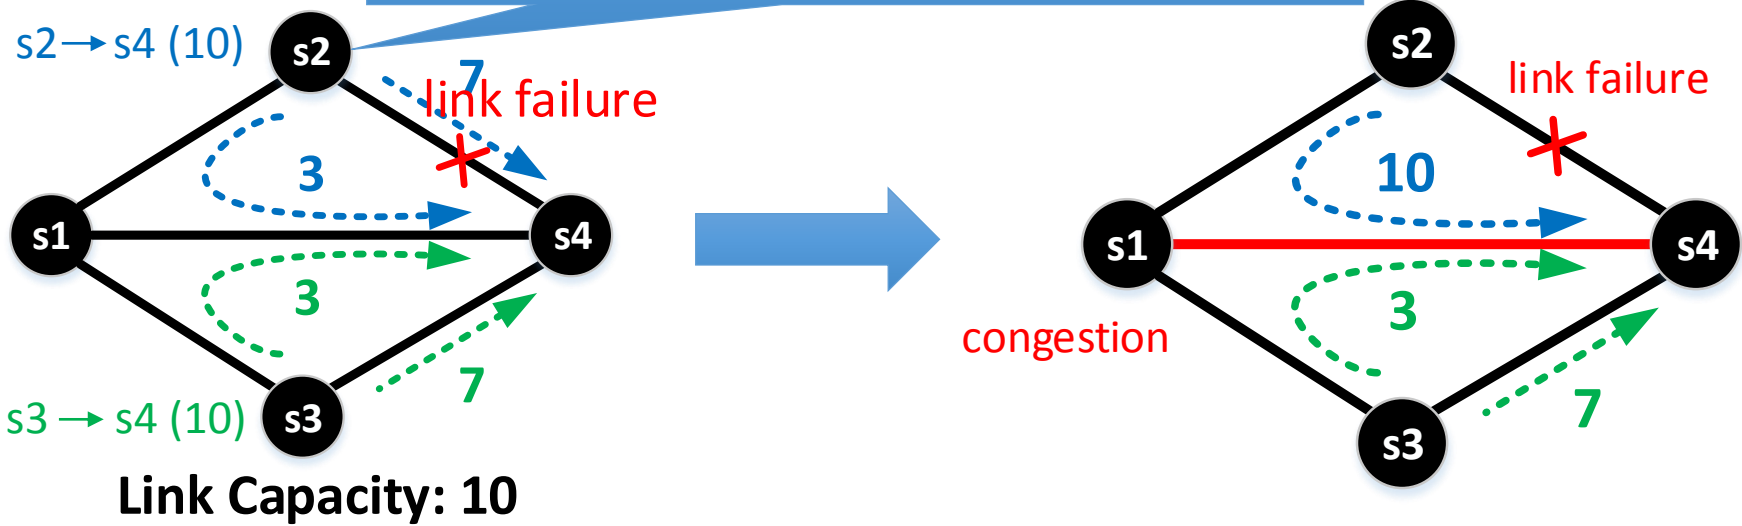 s2→s4 (10)
s2
7
link failure
3
s1
s4
3
7
s3→s4 (10)
s3
Link Capacity: 10
s2
link failure
10
s1
s4
congestion
3
7
s3